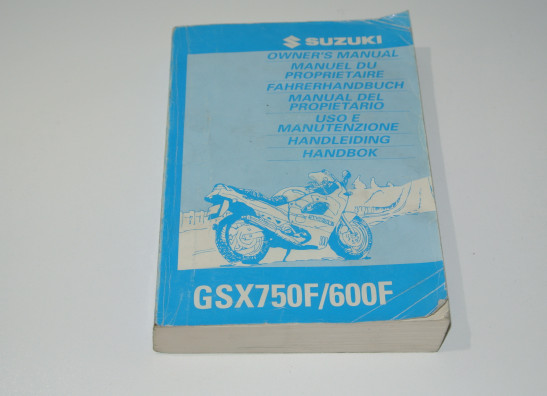 SUZUKI
OWNER'S MANUAL
MANUEL DU
PROPRIETAIRE
FAHRERHANDBUCH
MANUAL DEL
PROPIETARIO
USO E
MANUTENZIONE
HANDLEIDING
HANDBOK
GSX750F/600F